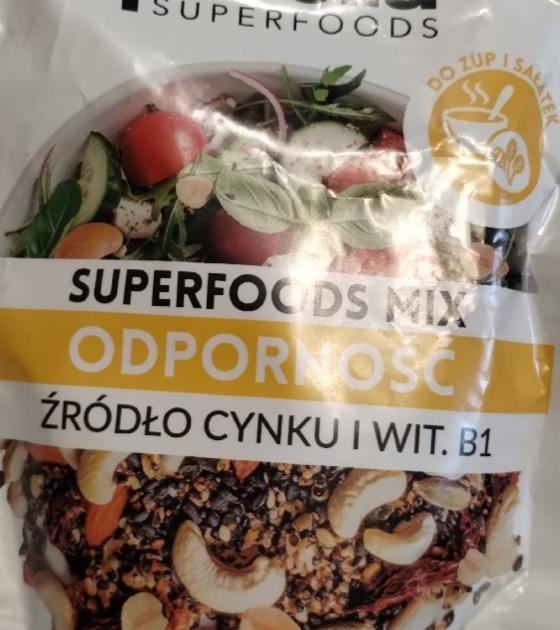 SUPERFOODS
DO ZUP I SAŁATEK
SUPERFOODS MIX
ODPORNOŚĆ
ŹRÓDŁO CYNKU I WIT. B1